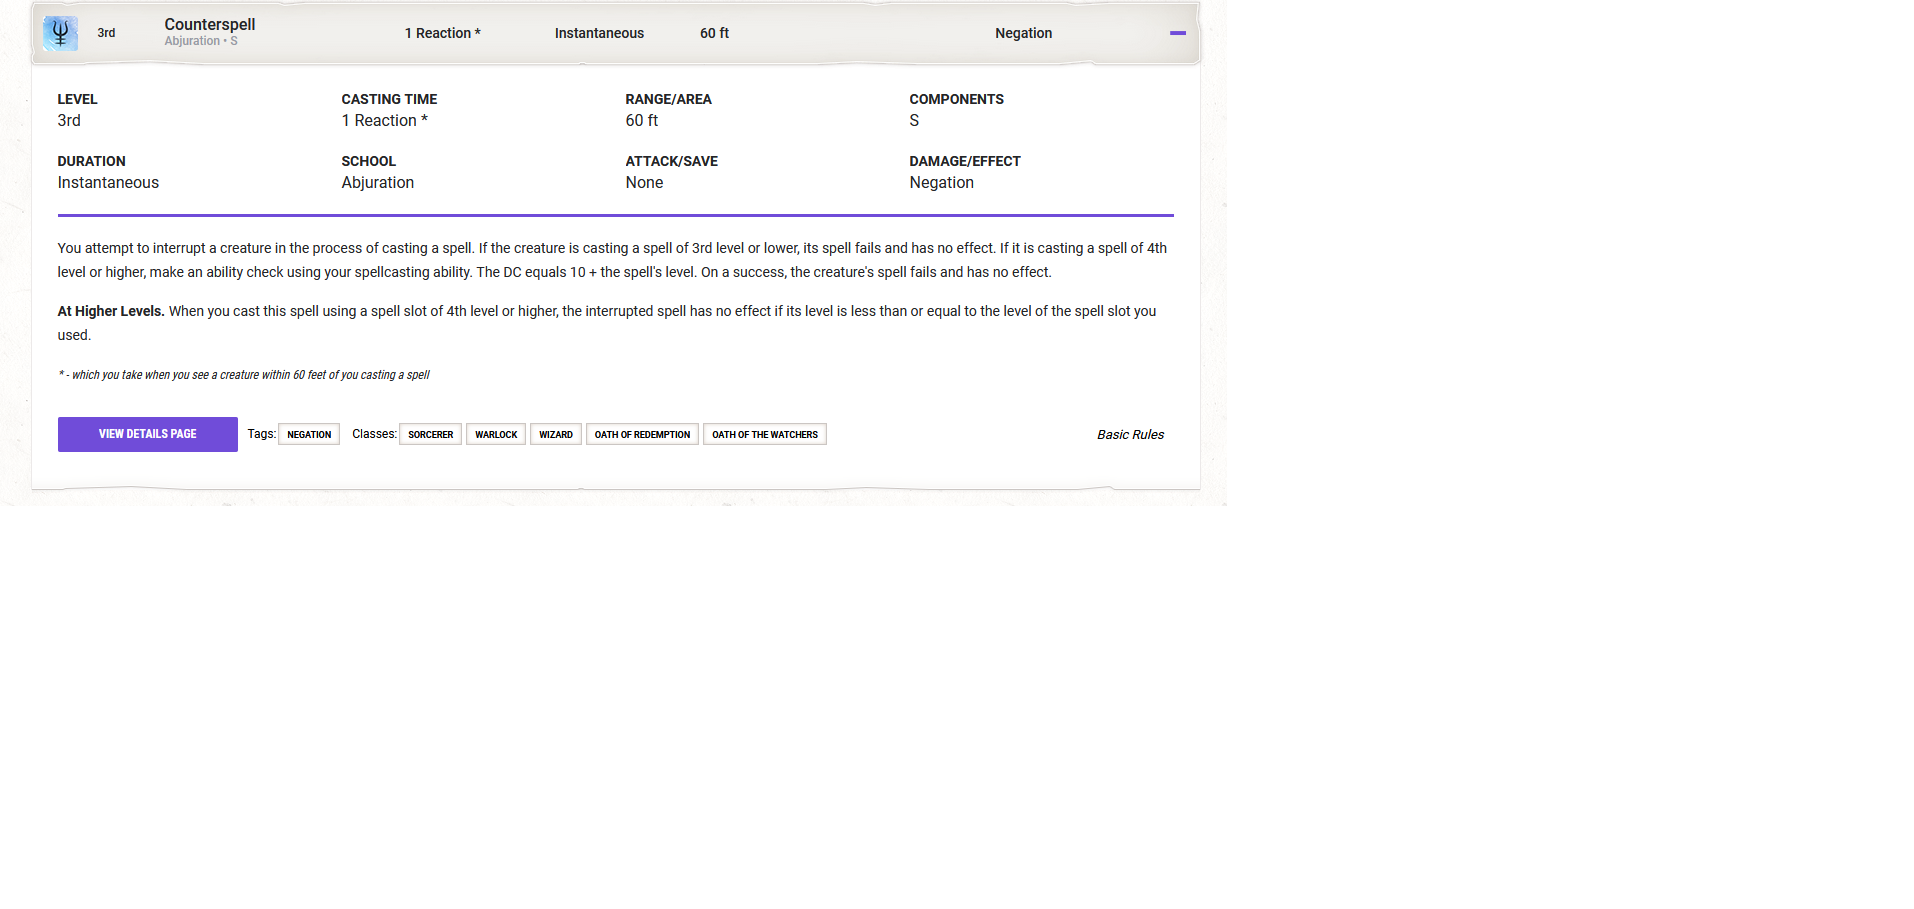 3rd
Counterspell
Abjuration • S
1 Reaction *
Instantaneous
60 ft
Negation
LEVEL
3rd
CASTING TIME
1 Reaction *
RANGE/AREA
60 ft
COMPONENTS
S
DURATION
Instantaneous
SCHOOL
Abjuration
ATTACK/SAVE
None
DAMAGE/EFFECT
Negation
You attempt to interrupt a creature in the process of casting a spell. If the creature is casting a spell of 3rd level or lower, its spell fails and has no effect. If it is casting a spell of 4th
level or higher, make an ability check using your spellcasting ability. The DC equals 10 + the spell's level. On a success, the creature's spell fails and has no effect.
At Higher Levels. When you cast this spell using a spell slot of 4th level or higher, the interrupted spell has no effect if its level is less than or equal to the level of the spell slot you
used.
* - which you take when you see a creature within 60 feet of you casting a spell
VIEW DETAILS PAGE
Tags: NEGATION
Classes: SORCERER WARLOCK WIZARD OATH OF REDEMPTION OATH OF THE WATCHERS
Basic Rules